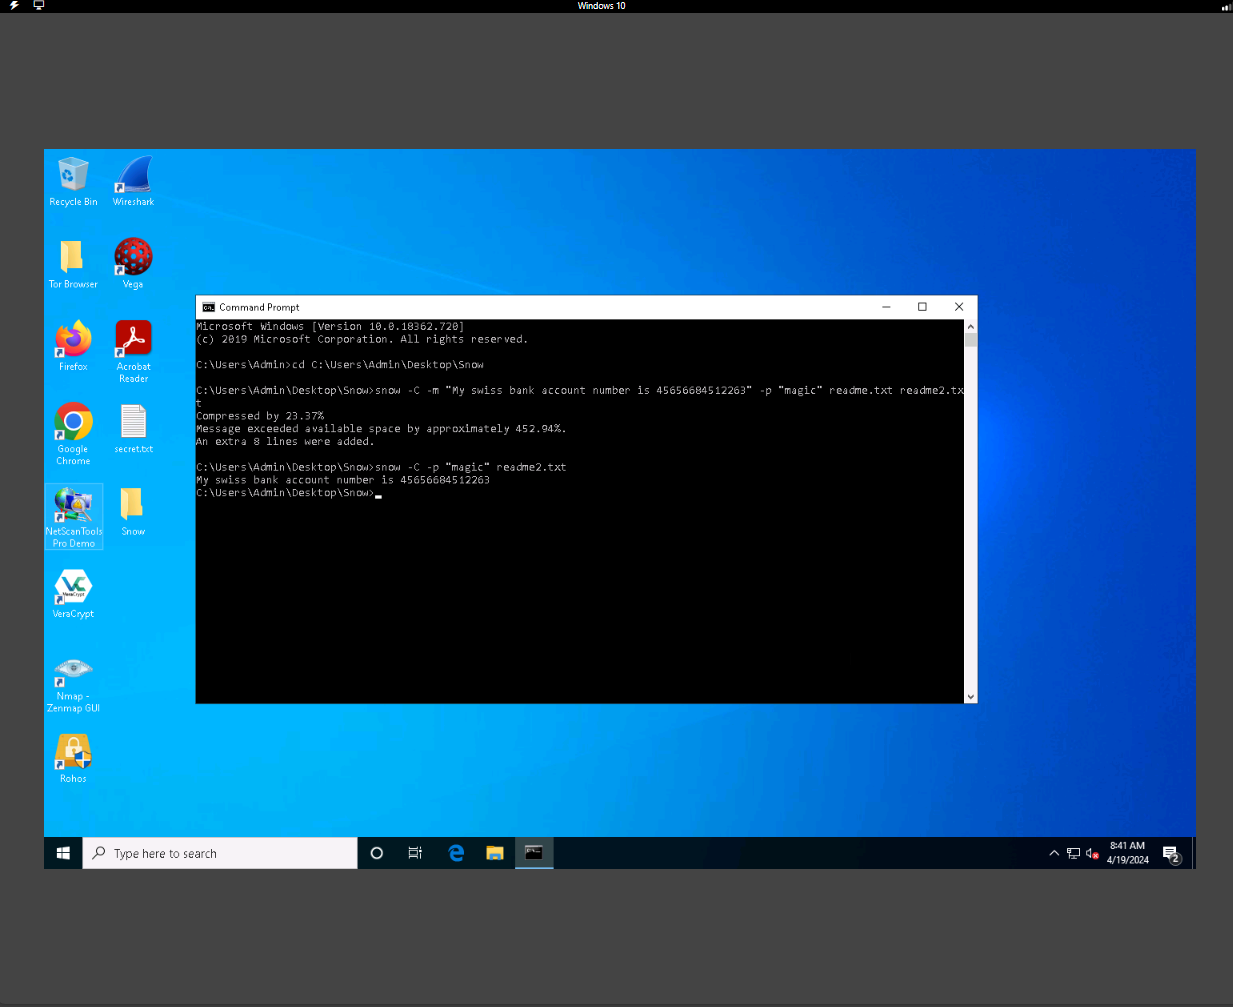 Windows 10
Recycle Bin
Wireshark
Tor Browser
Vega
Firefox
Acrobat
Reader
Google
Chrome
secret.txt
NetScanTools
Pro Demo
Snow
VeraCrypt
VeraCrypt
Nmap -
Zenmap GUI
Rohos
Command Prompt
Microsoft Windows [Version 10.0.18362.720]
(c) 2019 Microsoft Corporation. All rights reserved.
C:\Users\Admin>cd C:\Users\Admin\Desktop\Snow
C:\Users\Admin\Desktop\Snow>snow -C -m "My swiss bank account number is 45656684512263" -p "magic" readme.txt readme2.tx
t
Compressed by 23.37%
Message exceeded available space by approximately 452.94%.
An extra 8 lines were added.
C:\Users\Admin\Desktop\Snow>snow -C -p "magic" readme2.txt
My swiss bank account number is 45656684512263
C:\Users\Admin\Desktop\Snow>
Type here to search
8:41 AM
4/19/2024
2